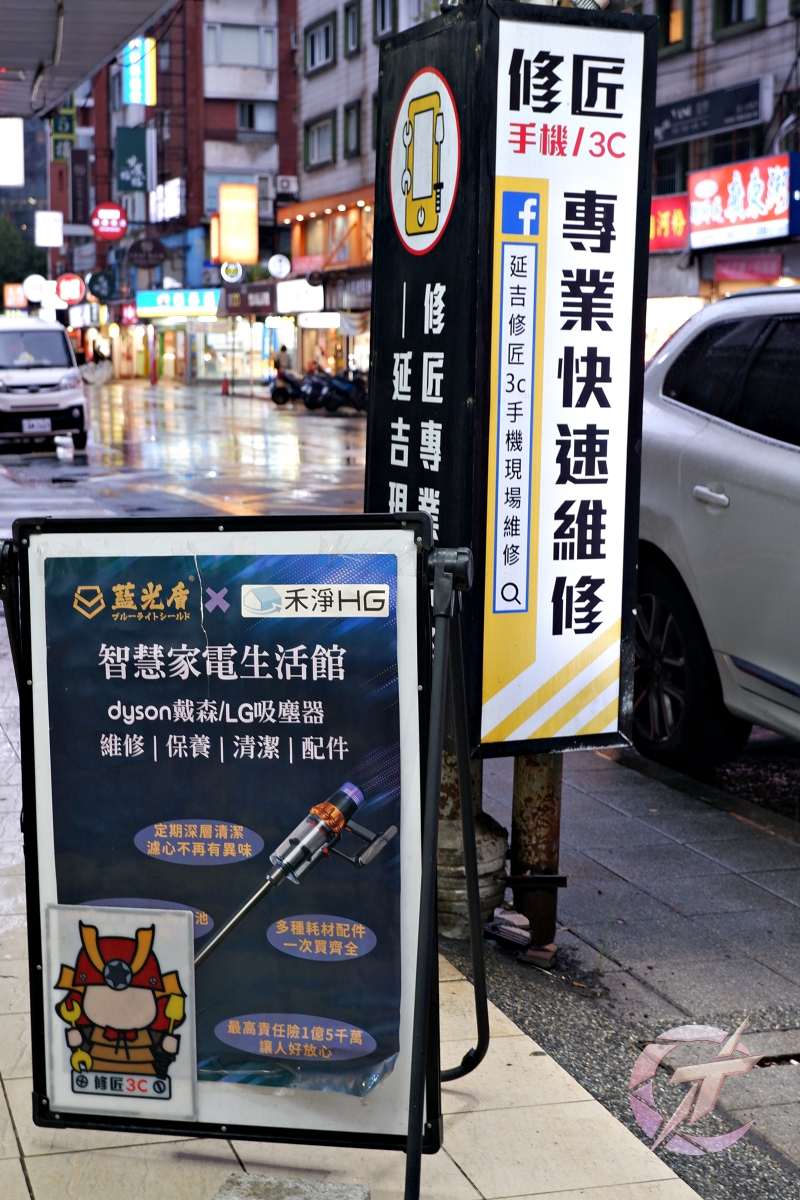 修匠
手機/3C
專業快速維修
f
延吉修匠3c手機現場維修
修匠專業
—延吉現
藍光盾®
ブルーライトシールド
X
禾淨HG
智慧家電生活館
dyson戴森/LG吸塵器
維修 | 保養 | 清潔 | 配件
定期深層清潔
濾心不再有異味
池
多種耗材配件
一次買齊全
最高責任險1億5千萬
讓人好放心
修匠3C